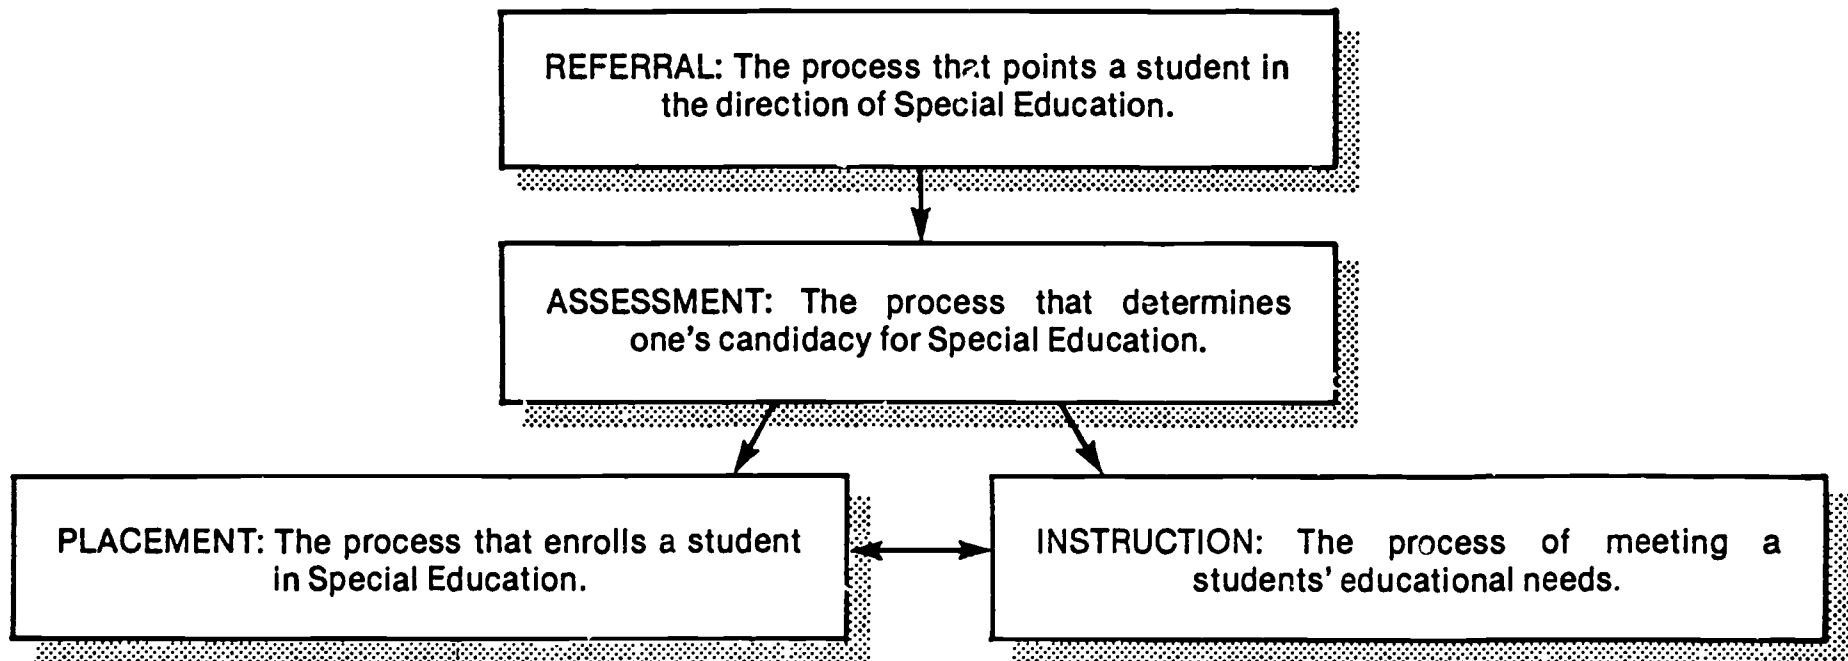 REFERRAL: The process that points a student in
the direction of Special Education.
ASSESSMENT: The process that determines
one's candidacy for Special Education.
PLACEMENT: The process that enrolls a student
in Special Education.
INSTRUCTION: The process of meeting a
students' educational needs.